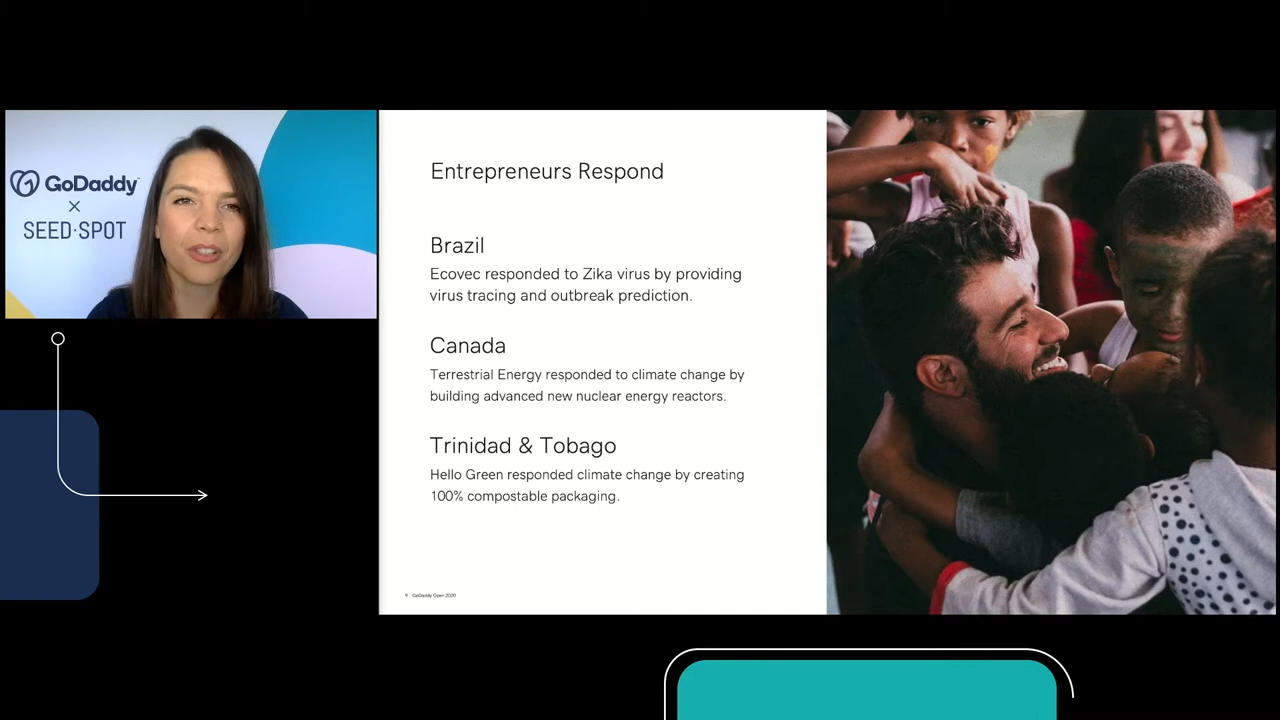 GoDaddy
×
SEED·SPOT
Entrepreneurs Respond
Brazil
Ecovec responded to Zika virus by providing
virus tracing and outbreak prediction.
Canada
Terrestrial Energy responded to climate change by
building advanced new nuclear energy reactors.
Trinidad & Tobago
Hello Green responded climate change by creating
100% compostable packaging.
9 GoDaddy Open 2020